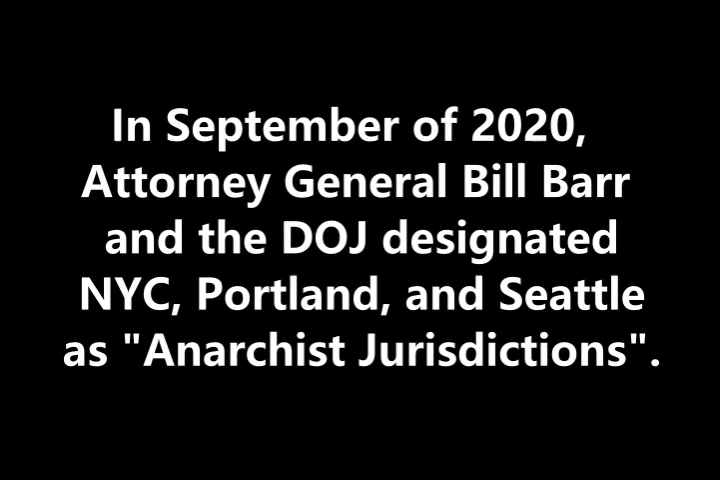 In September of 2020,
Attorney General Bill Barr
and the DOJ designated
NYC, Portland, and Seattle
as "Anarchist Jurisdictions".